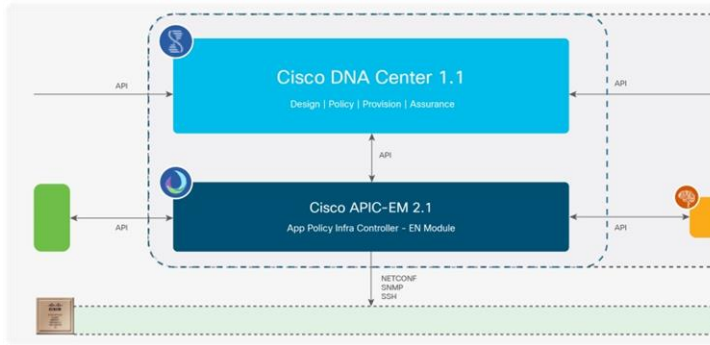 Cisco DNA Center 1.1
API
API
Design | Policy | Provision | Assurance
API
Cisco APIC-EM 2.1
App Policy Infra Controller - EN Module
API
API
NETCONF
SNMP
SSH